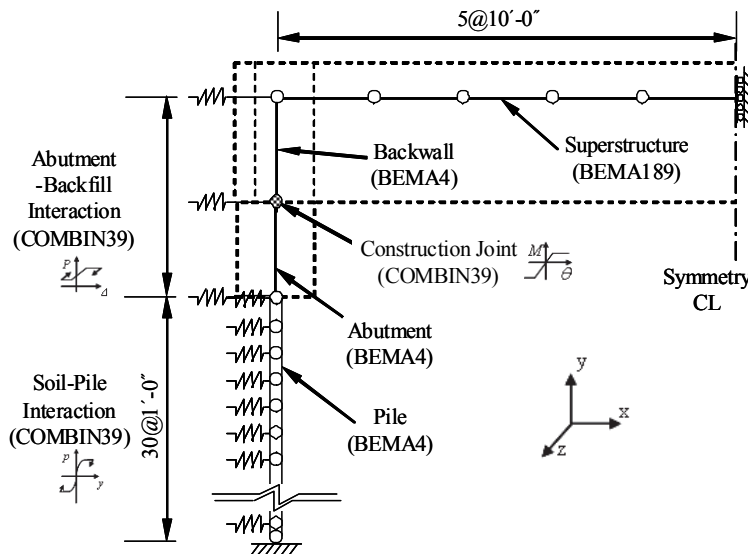 5@10´-0˝
Abutment
-Backfill
Interaction
(COMBIN39)
P
Δ
Backwall
(BEMA4)
Superstructure
(BEMA189)
Construction Joint
(COMBIN39)
M
θ
Symmetry
CL
Abutment
(BEMA4)
Soil-Pile
Interaction
(COMBIN39)
p
y
30@1´-0˝
Pile
(BEMA4)
y
x
z